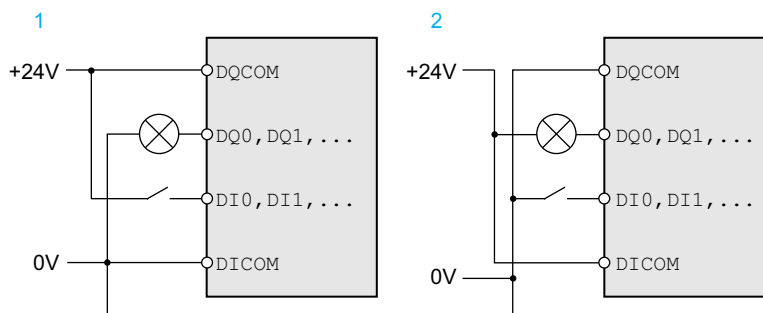 1
+24V
DQCOM
DQ0,DQ1,...
DI0,DI1,...
0V
DICOM
2
+24V
DQCOM
DQ0,DQ1,...
DI0,DI1,...
DICOM
0V